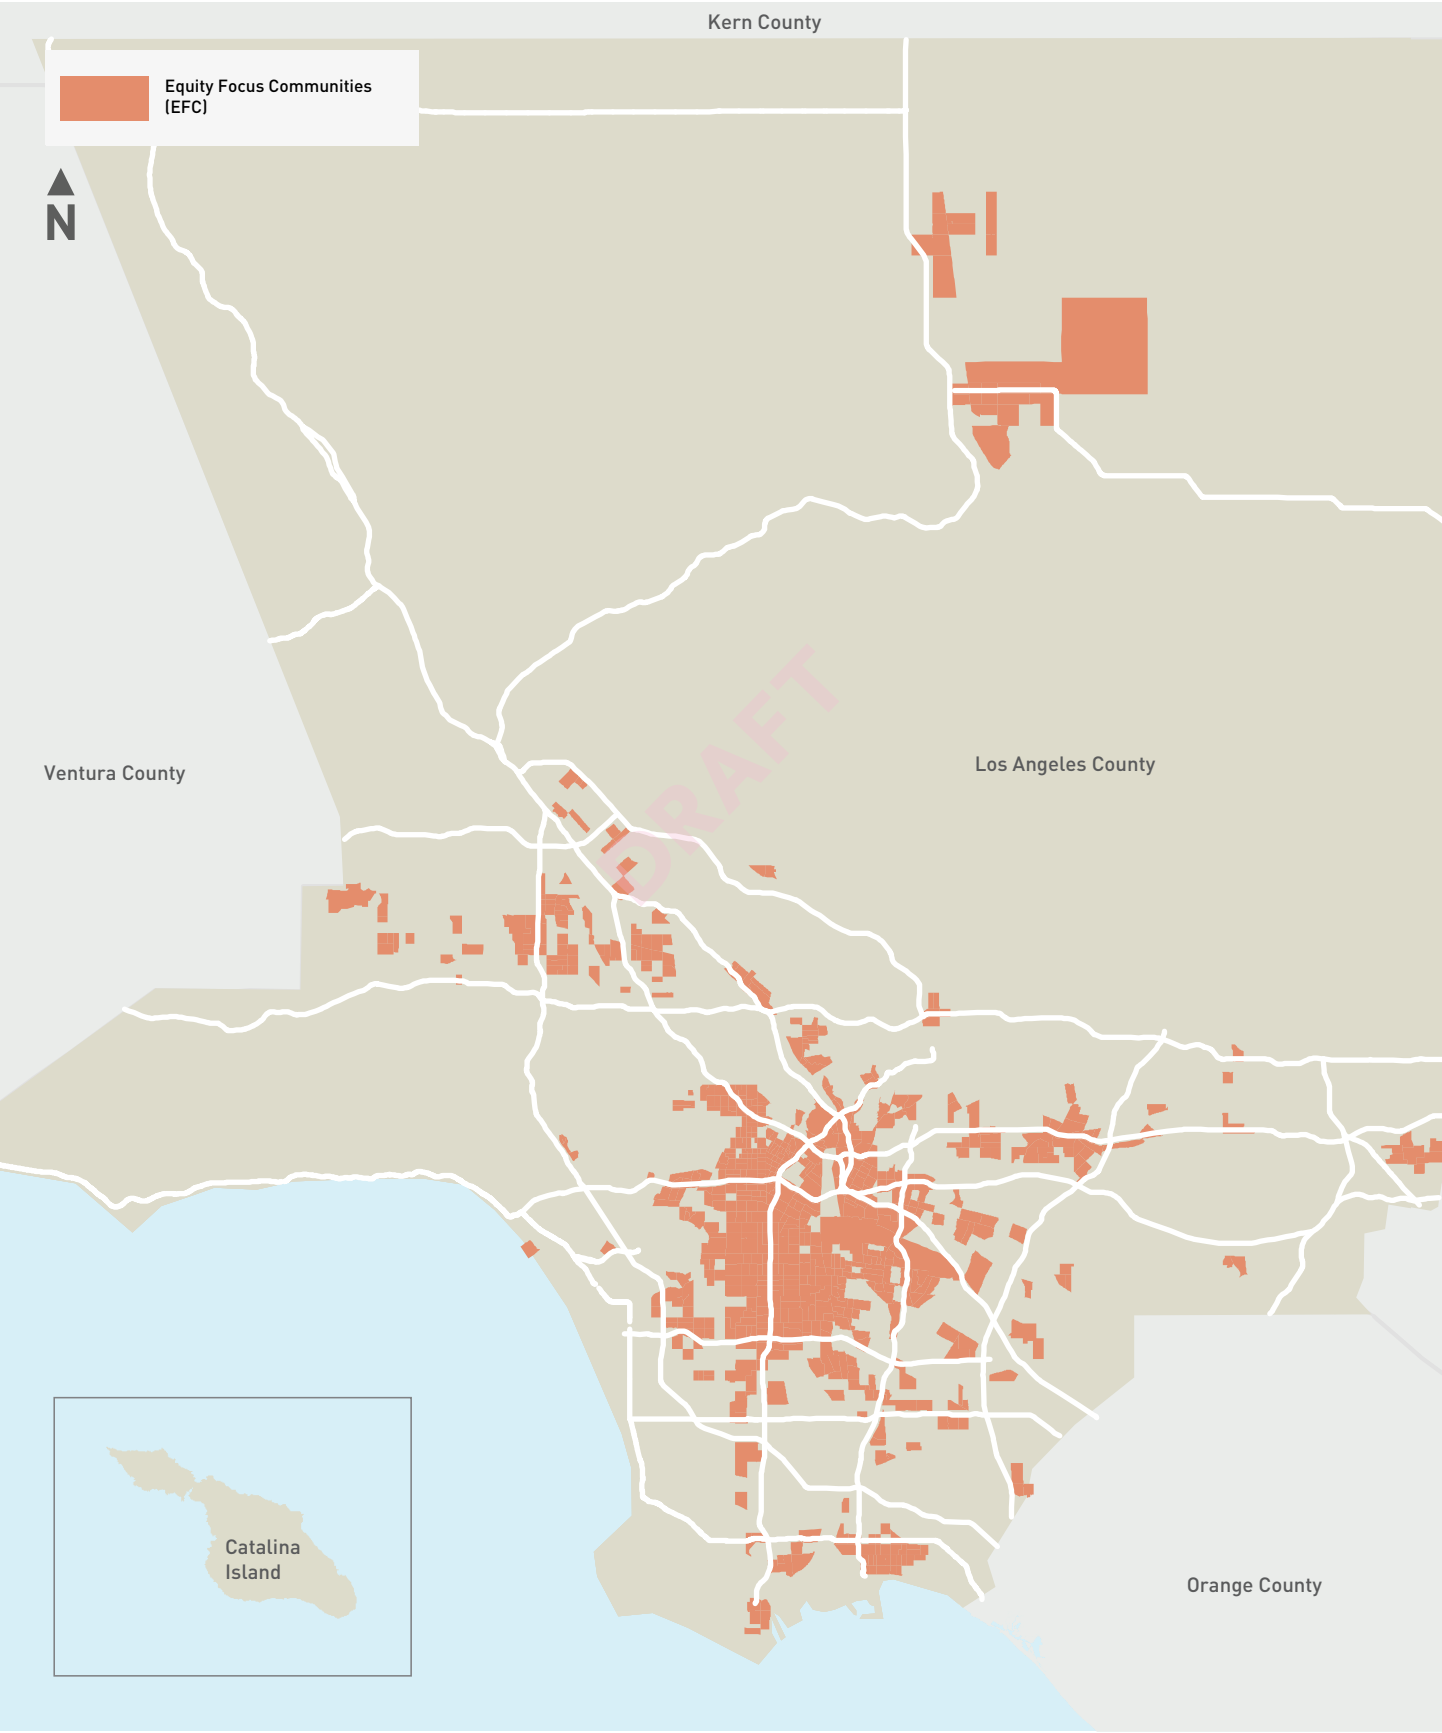 Kern County
Equity Focus Communities
(EFC)
N
DRAFT
Los Angeles County
Ventura County
Catalina
Island
Orange County